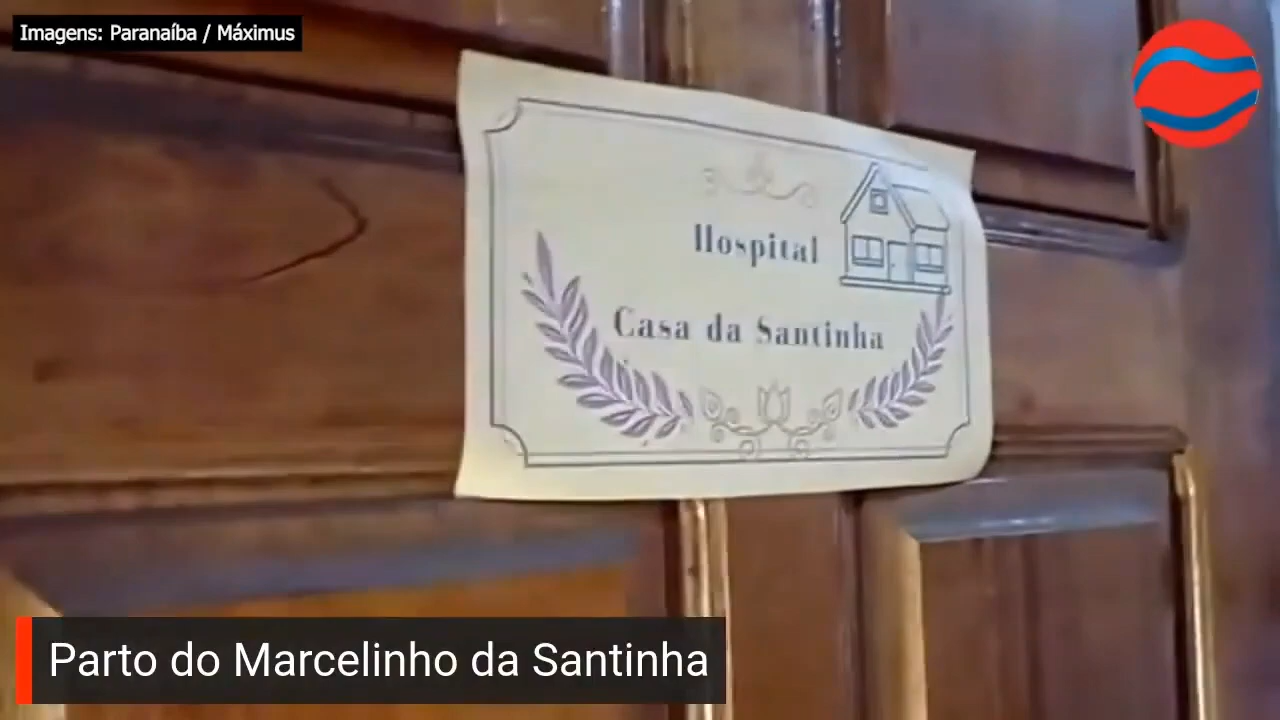 Imagens: Paranaíba / Máximus
Hospital
Casa da Santinha
Parto do Marcelinho da Santinha